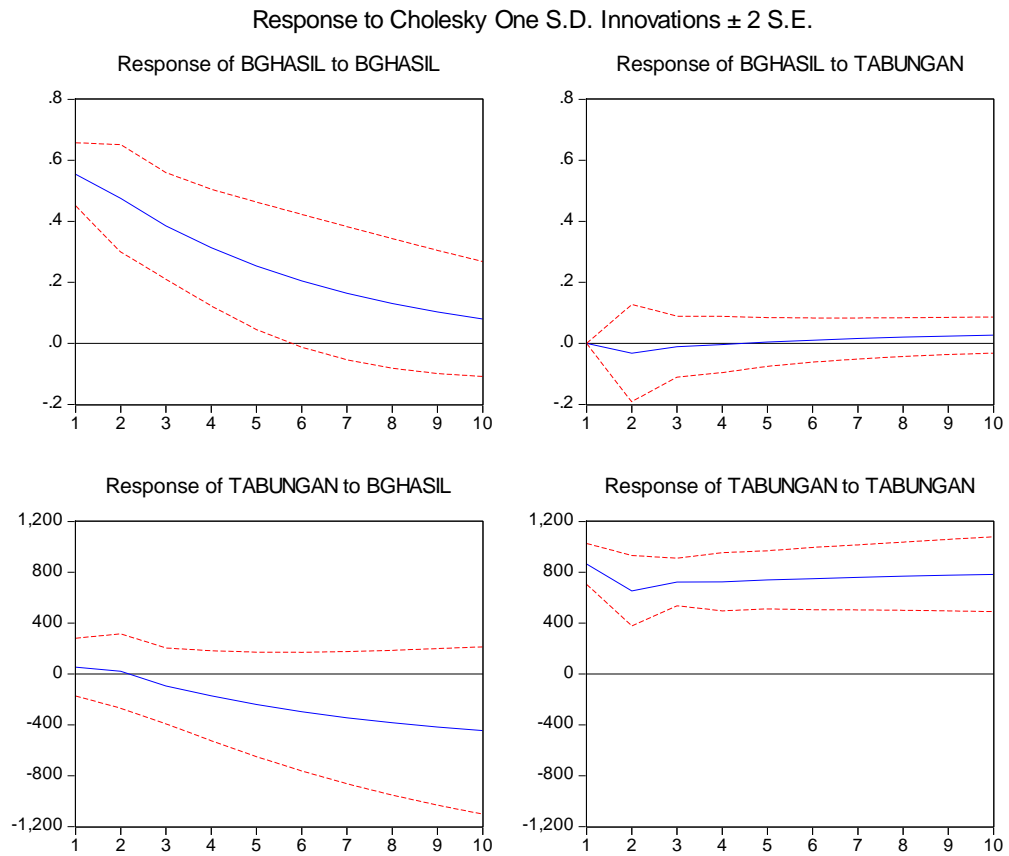 Response to Cholesky One S.D. Innovations ± 2 S.E.
Response of BGHASIL to BGHASIL
.8
.6
.4
.2
.0
-.2
1 2 3 4 5 6 7 8 9 10
Response of BGHASIL to TABUNGAN
.8
.6
.4
.2
.0
-.2
1 2 3 4 5 6 7 8 9 10
Response of TABUNGAN to BGHASIL
1,200
800
400
0
-400
-800
-1,200
1 2 3 4 5 6 7 8 9 10
Response of TABUNGAN to TABUNGAN
1,200
800
400
0
-400
-800
-1,200
1 2 3 4 5 6 7 8 9 10